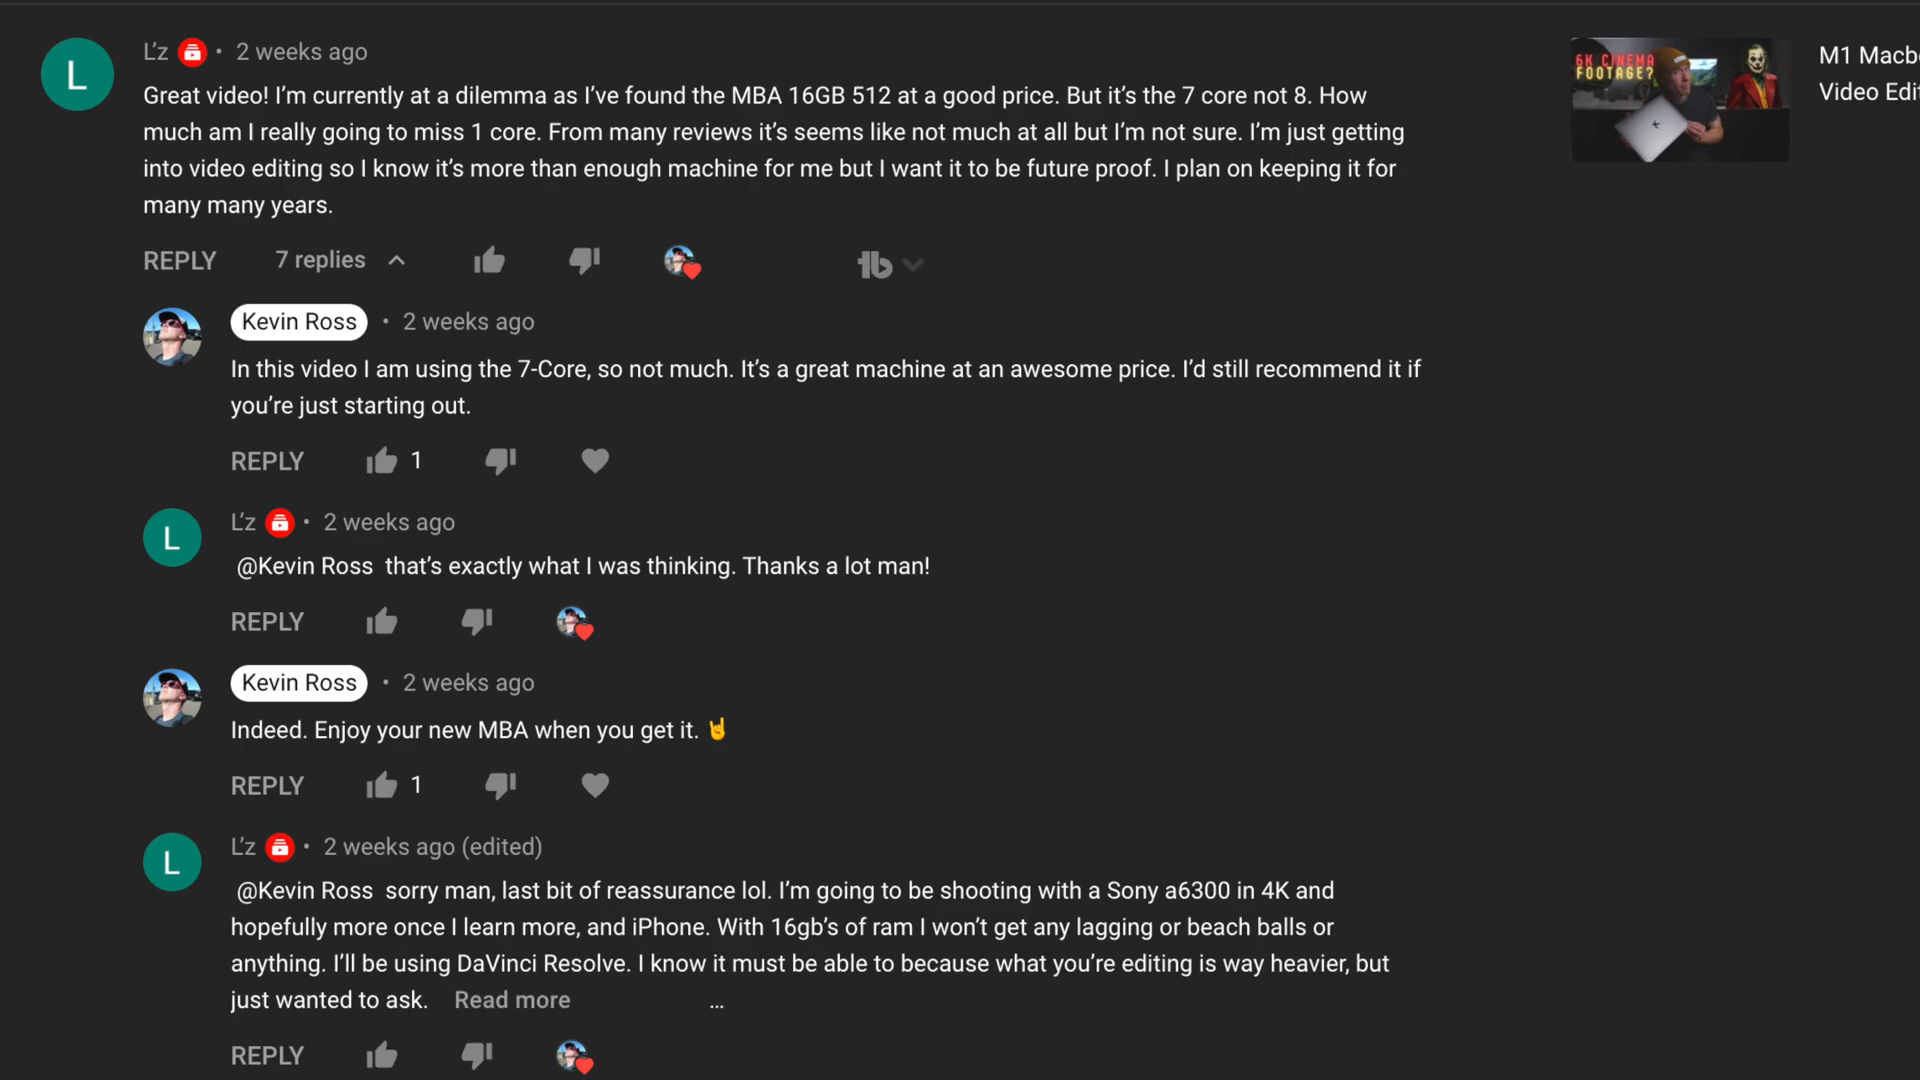 L
L'z • 2 weeks ago
Great video! I'm currently at a dilemma as I've found the MBA 16GB 512 at a good price. But it's the 7 core not 8. How
much am I really going to miss 1 core. From many reviews it's seems like not much at all but I'm not sure. I'm just getting
into video editing so I know it's more than enough machine for me but I want it to be future proof. I plan on keeping it for
many many years.
REPLY 7 replies
Kevin Ross • 2 weeks ago
In this video I am using the 7-Core, so not much. It's a great machine at an awesome price. I'd still recommend it if
you're just starting out.
REPLY 1
L
L'z • 2 weeks ago
@Kevin Ross that's exactly what I was thinking. Thanks a lot man!
REPLY
Kevin Ross • 2 weeks ago
Indeed. Enjoy your new MBA when you get it. 🤘
REPLY 1
L
L'z • 2 weeks ago (edited)
@Kevin Ross sorry man, last bit of reassurance lol. I'm going to be shooting with a Sony a6300 in 4K and
hopefully more once I learn more, and iPhone. With 16gb's of ram I won't get any lagging or beach balls or
anything. I'll be using DaVinci Resolve. I know it must be able to because what you're editing is way heavier, but
just wanted to ask. Read more ...
REPLY
6K CINEMA
FOOTAGE?
M1 Macb
Video Edi